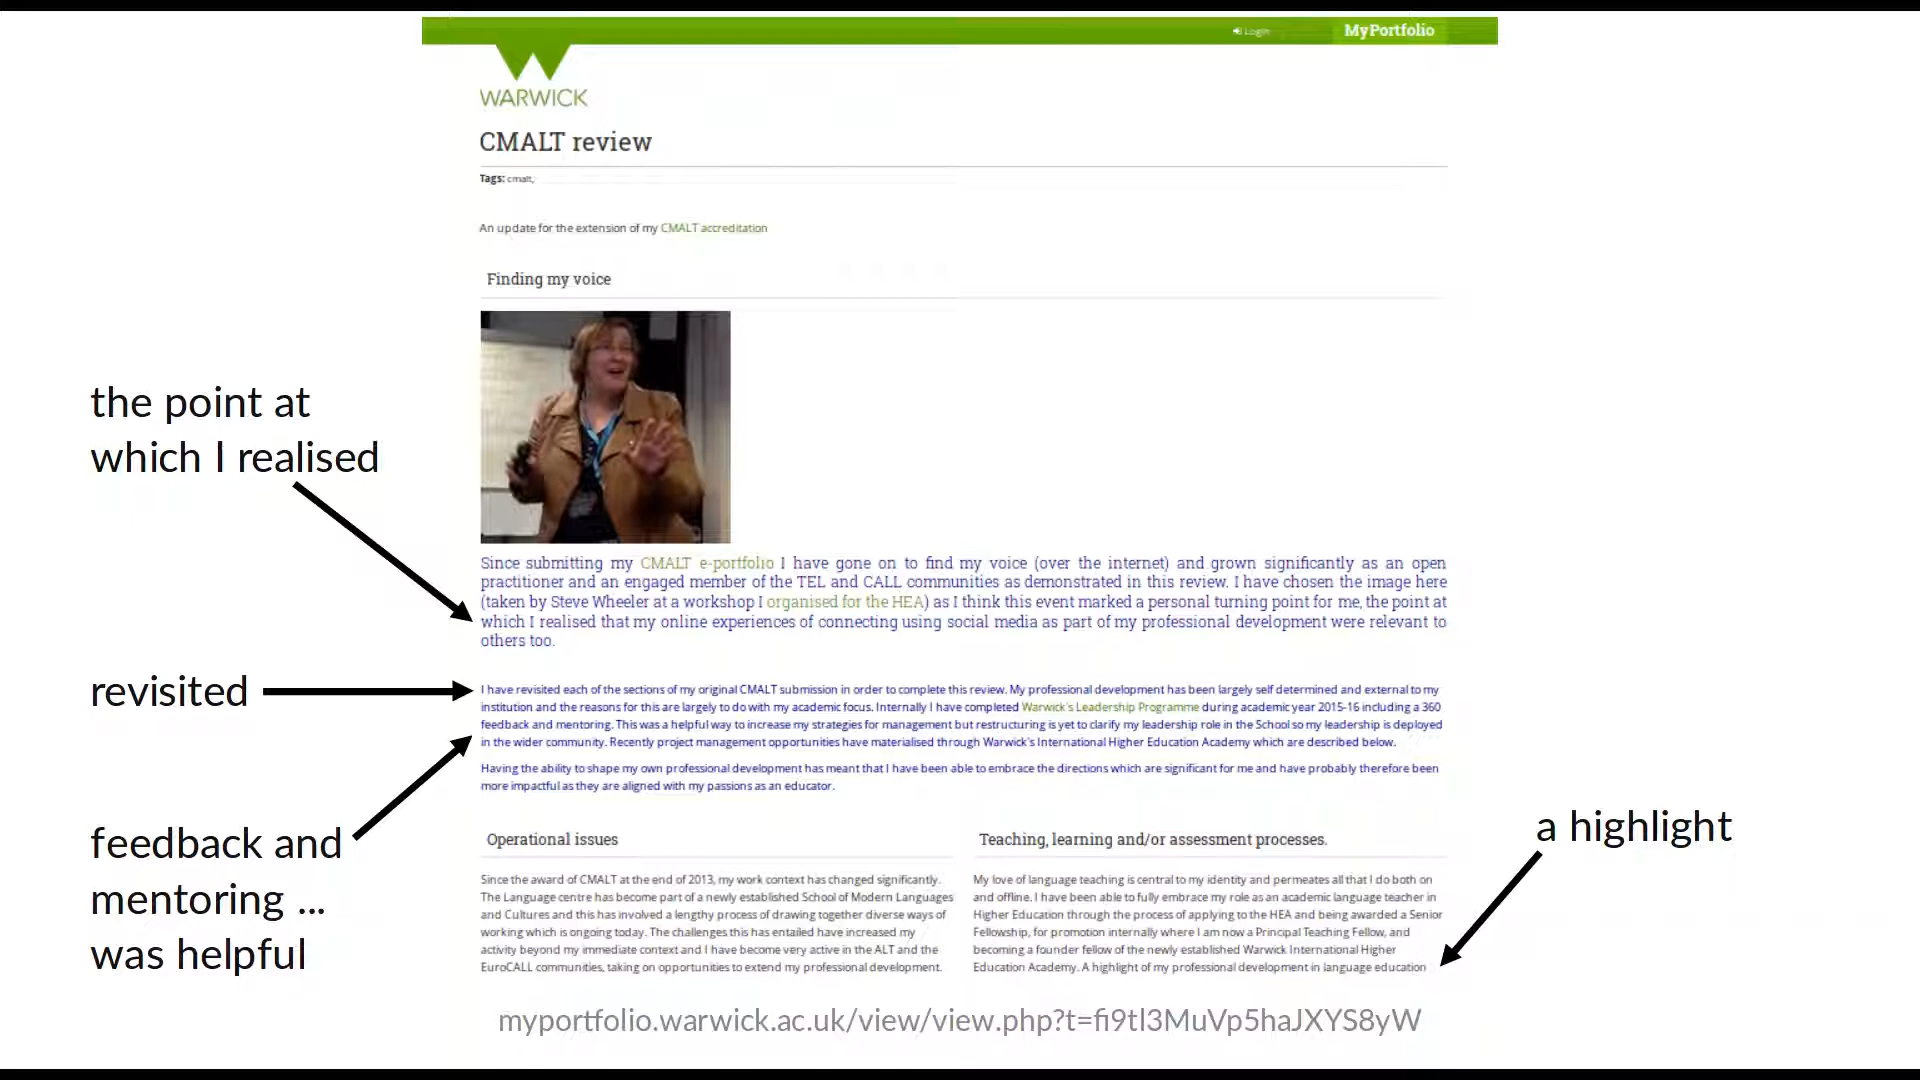 Login
MyPortfolio
WARWICK
CMALT review
Tags: cmalt,
An update for the extension of my CMALT accreditation
Finding my voice
the point at
which I realised
Since submitting my CMALT e-portfolio I have gone on to find my voice (over the internet) and grown significantly as an open
practitioner and an engaged member of the TEL and CALL communities as demonstrated in this review. I have chosen the image here
(taken by Steve Wheeler at a workshop I organised for the HEA) as I think this event marked a personal turning point for me, the point at
which I realised that my online experiences of connecting using social media as part of my professional development were relevant to
others too.
revisited
I have revisited each of the sections of my original CMALT submission in order to complete this review. My professional development has been largely self determined and external to my
institution and the reasons for this are largely to do with my academic focus. Internally I have completed Warwick's Leadership Programme during academic year 2015-16 including a 360
feedback and mentoring. This was a helpful way to increase my strategies for management but restructuring is yet to clarify my leadership role in the School so my leadership is deployed
in the wider community. Recently project management opportunities have materialised through Warwick's International Higher Education Academy which are described below.
Having the ability to shape my own professional development has meant that I have been able to embrace the directions which are significant for me and have probably therefore been
more impactful as they are aligned with my passions as an educator.
feedback and
mentoring ...
was helpful
a highlight
Operational issues
Since the award of CMALT at the end of 2013, my work context has changed significantly.
The Language centre has become part of a newly established School of Modern Languages
and Cultures and this has involved a lengthy process of drawing together diverse ways of
working which is ongoing today. The challenges this has entailed have increased my
activity beyond my immediate context and I have become very active in the ALT and the
EuroCALL communities, taking on opportunities to extend my professional development.
Teaching, learning and/or assessment processes.
My love of language teaching is central to my identity and permeates all that I do both on
and offline. I have been able to fully embrace my role as an academic language teacher in
Higher Education through the process of applying to the HEA and being awarded a Senior
Fellowship, for promotion internally where I am now a Principal Teaching Fellow, and
becoming a founder fellow of the newly established Warwick International Higher
Education Academy. A highlight of my professional development in language education
myportfolio.warwick.ac.uk/view/view.php?t=fi9tl3MuVp5haJXYS8yW